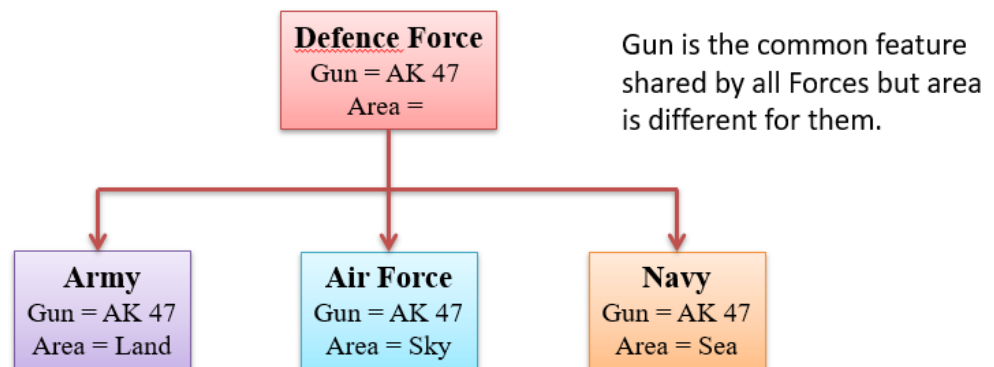 Defence Force
Gun = AK 47
Area =
Gun is the common feature
shared by all Forces but area
is different for them.
Army
Gun = AK 47
Area = Land
Air Force
Gun = AK 47
Area = Sky
Navy
Gun = AK 47
Area = Sea